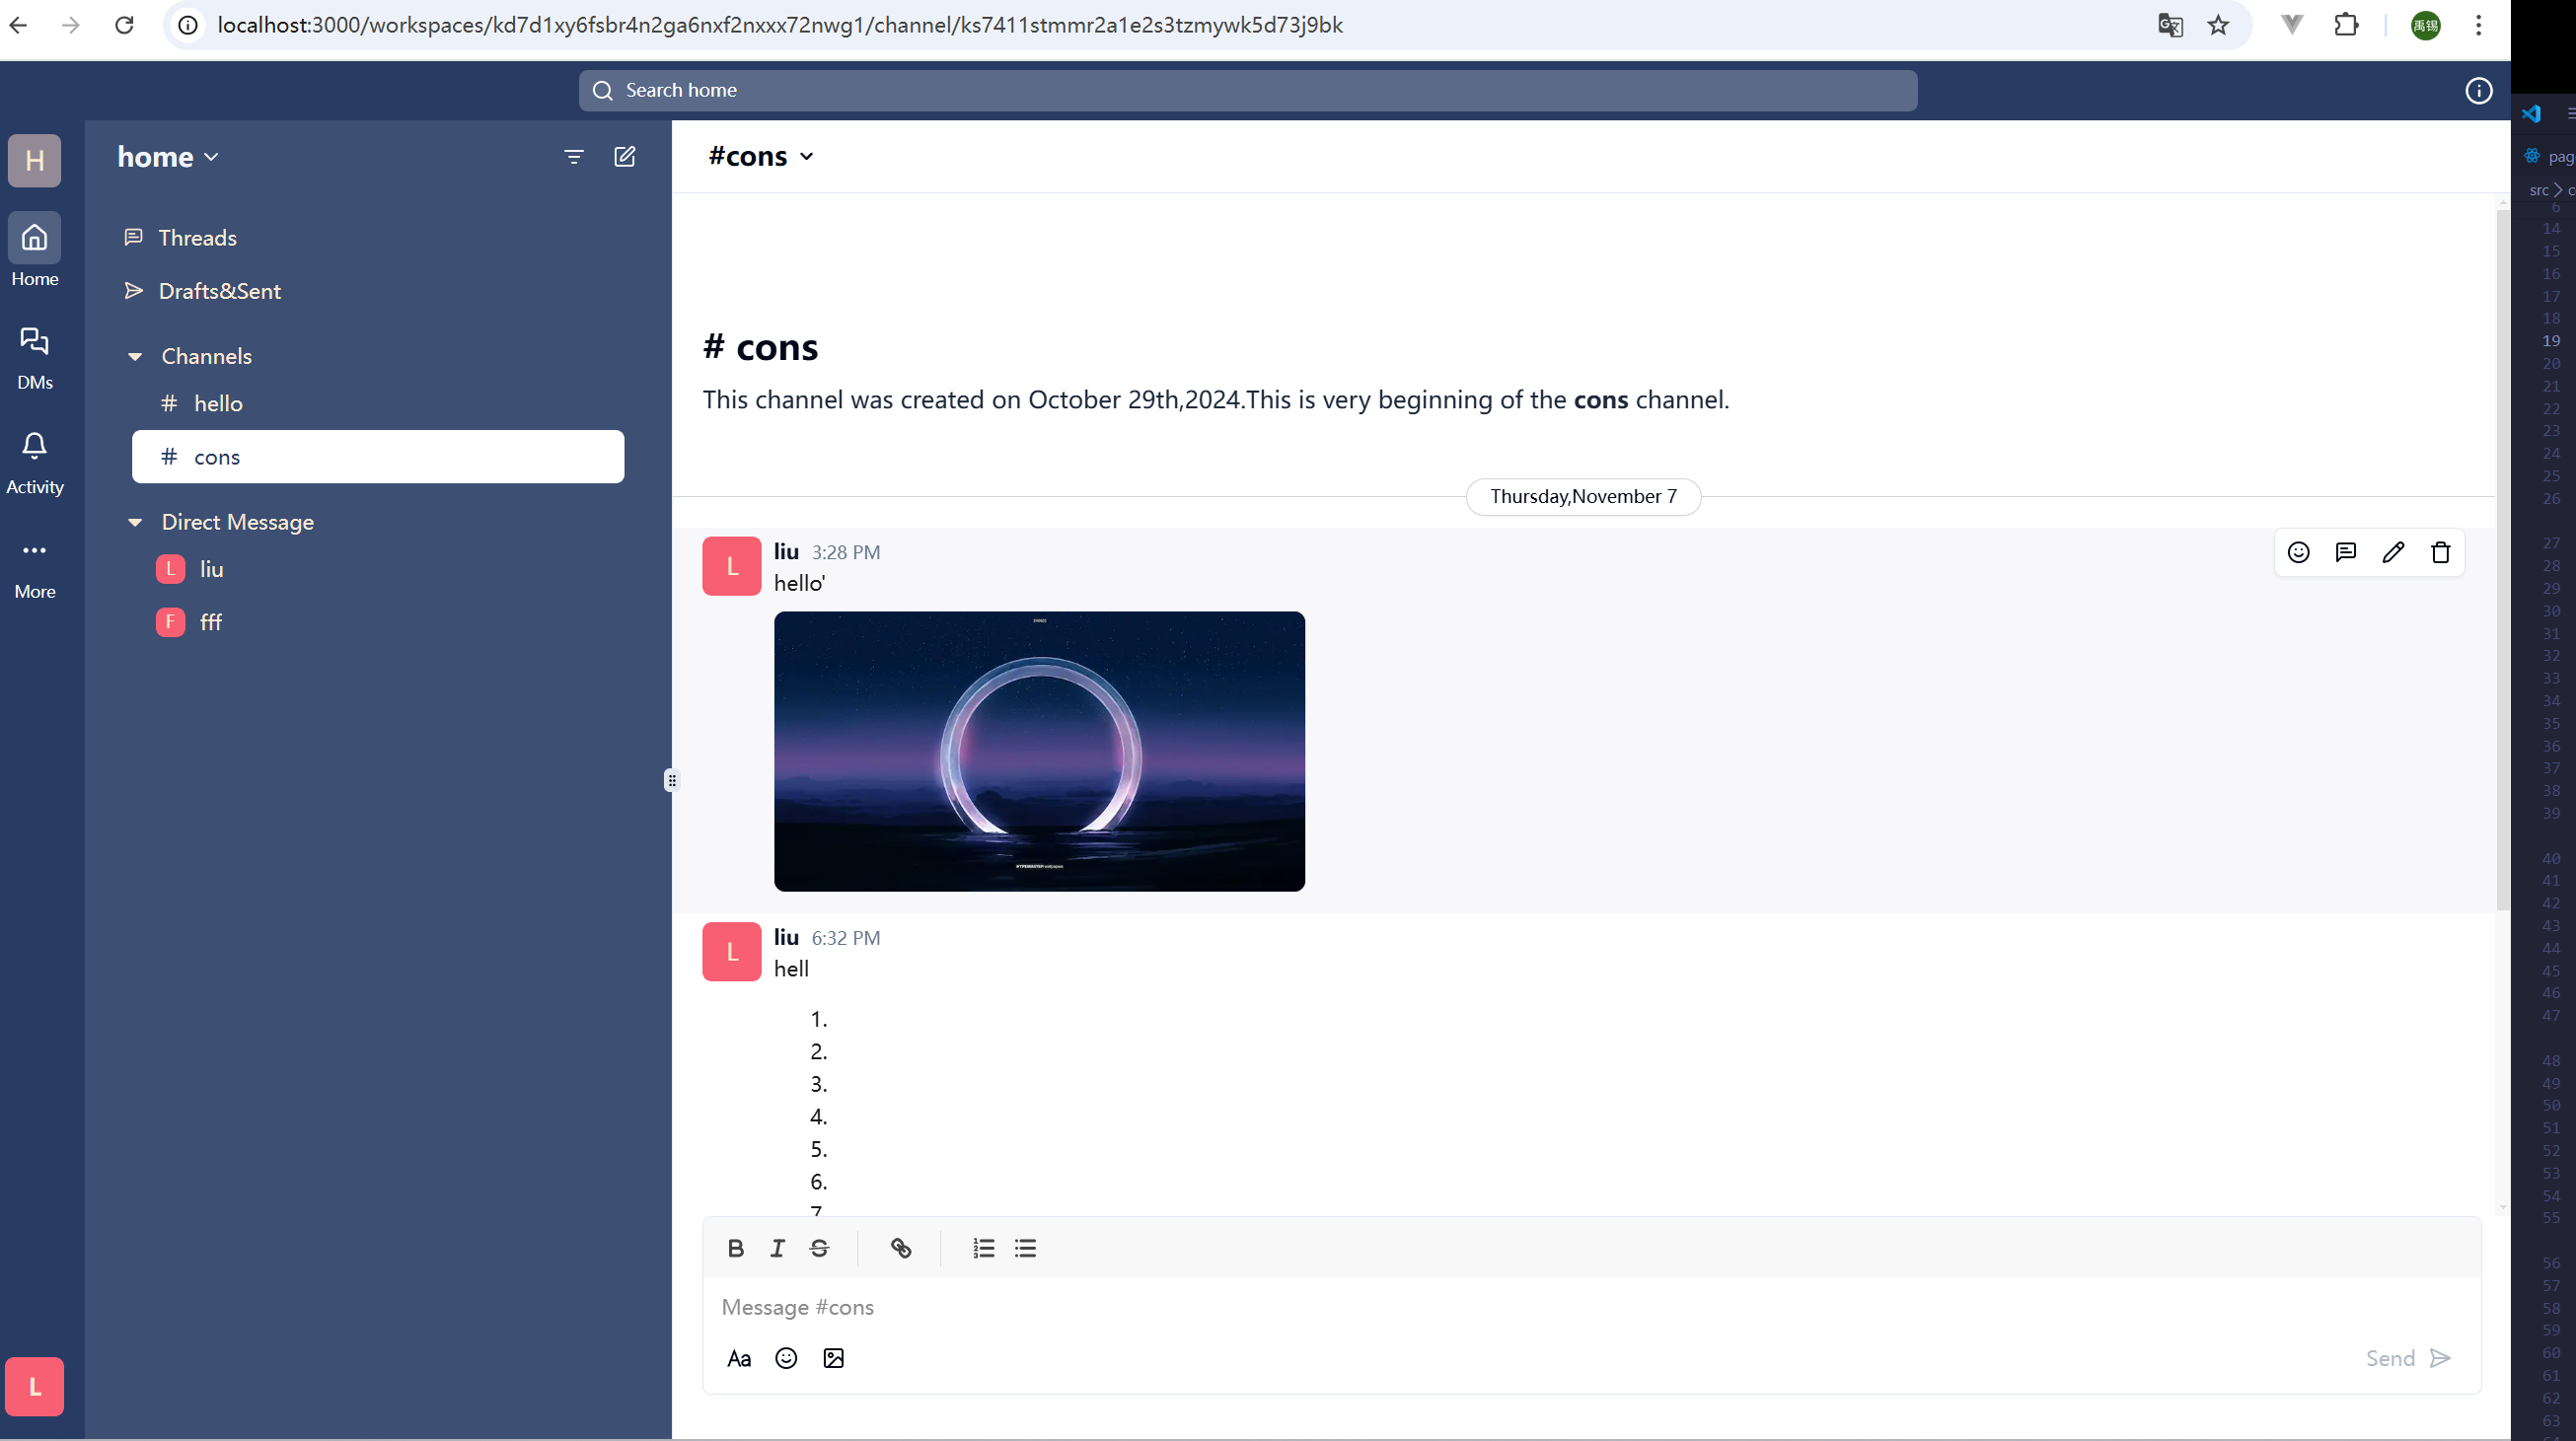 localhost:3000/workspaces/kd7d1xy6fsbr4n2ga6nxf2nxxx72nwg1/channel/ks7411stmmr2a1e2s3tzmywk5d73j9bk
禹锡
Search home
H
home
Home
DMs
Activity
More
Threads
Drafts&Sent
Channels
# hello
# cons
Direct Message
L liu
F fff
L
#cons
# cons
This channel was created on October 29th,2024.This is very beginning of the cons channel.
Thursday,November 7
L
liu 3:28 PM
hello'
L
liu 6:32 PM
hell
1.
2.
3.
4.
5.
6.
7.
B I S
Message #cons
Aa
Send
pag
src > c
6
14
15
16
17
18
19
20
21
22
23
24
25
26
27
28
29
30
31
32
33
34
35
36
37
38
39
40
41
42
43
44
45
46
47
48
49
50
51
52
53
54
55
56
57
58
59
60
61
62
63